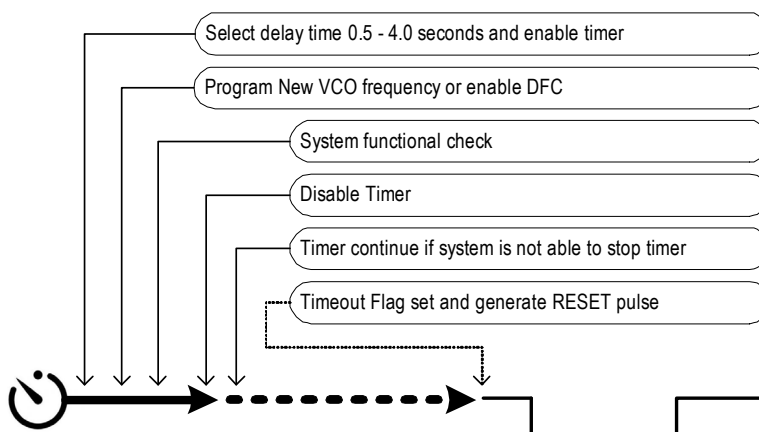 Select delay time 0.5 - 4.0 seconds and enable timer
Program New VCO frequency or enable DFC
System functional check
Disable Timer
Timer continue if system is not able to stop timer
Timeout Flag set and generate RESET pulse